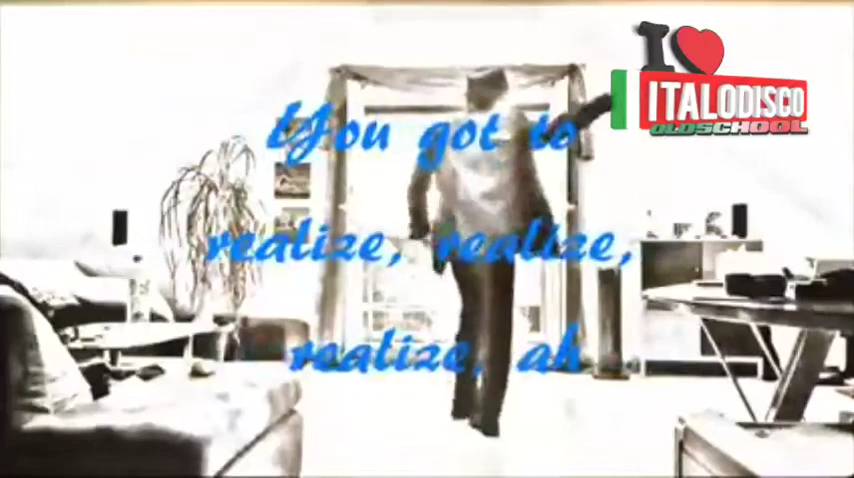 I
ITALODISCO
OLDSCHOOL
You got to
realize, realize,
realize, ah